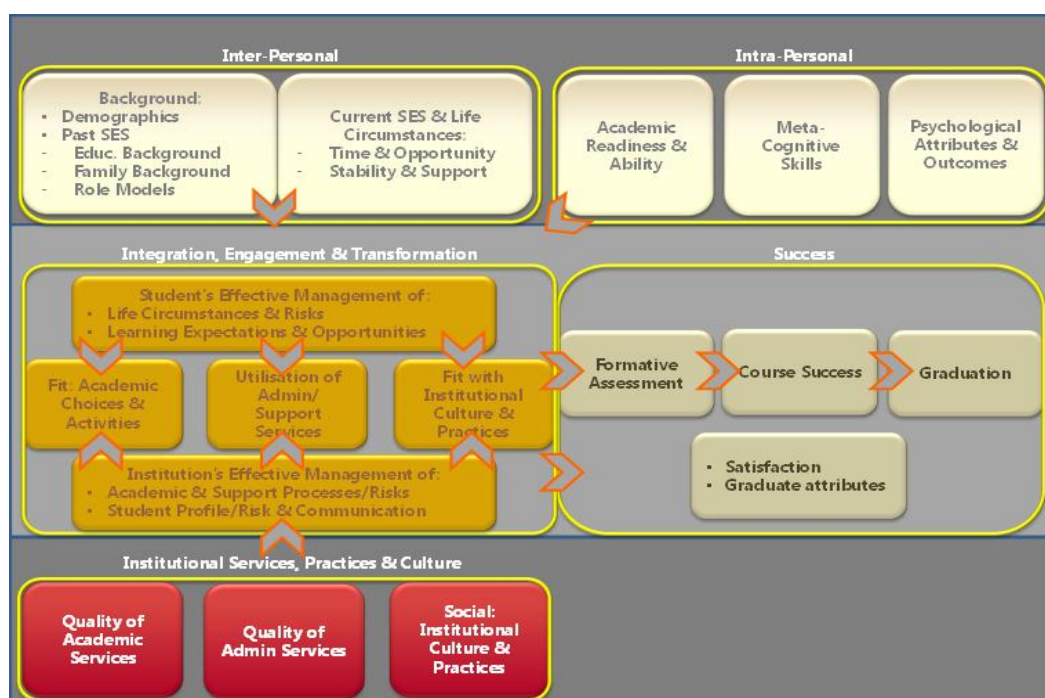 Inter-Personal
Background:
▪ Demographics
▪ Past SES
- Educ. Background
- Family Background
- Role Models
Current SES & Life
Circumstances:
- Time & Opportunity
- Stability & Support
Intra-Personal
Academic
Readiness &
Ability
Meta-
Cognitive
Skills
Psychological
Attributes &
Outcomes
Integration, Engagement & Transformation
Student's Effective Management of:
▪ Life Circumstances & Risks
▪ Learning Expectations & Opportunities
Fit: Academic
Choices &
Activities
Utilisation of
Admin/
Support
Services
Fit with
Institutional
Culture &
Practices
Institution's Effective Management of:
▪ Academic & Support Processes/Risks
▪ Student Profile/Risk & Communication
Success
Formative
Assessment
Course Success
Graduation
▪ Satisfaction
▪ Graduate attributes
Institutional Services, Practices & Culture
Quality of
Academic
Services
Quality of
Admin Services
Social:
Institutional
Culture &
Practices